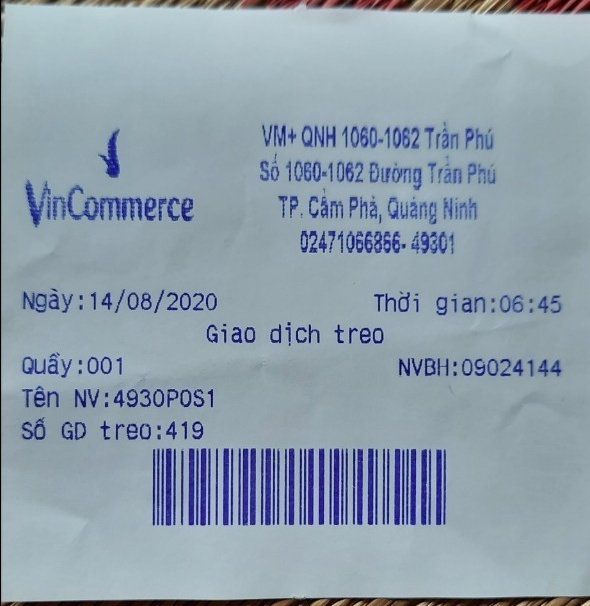 VinCommerce
VM+ QNH 1060-1062 Trần Phú
Số 1060-1062 Đường Trần Phú
TP. Cẩm Phả, Quảng Ninh
02471066866- 49301
Ngày:14/08/2020 Thời gian:06:45
Giao dịch treo
Quầy:001 NVBH:09024144
Tên NV:4930POS1
Số GD treo:419